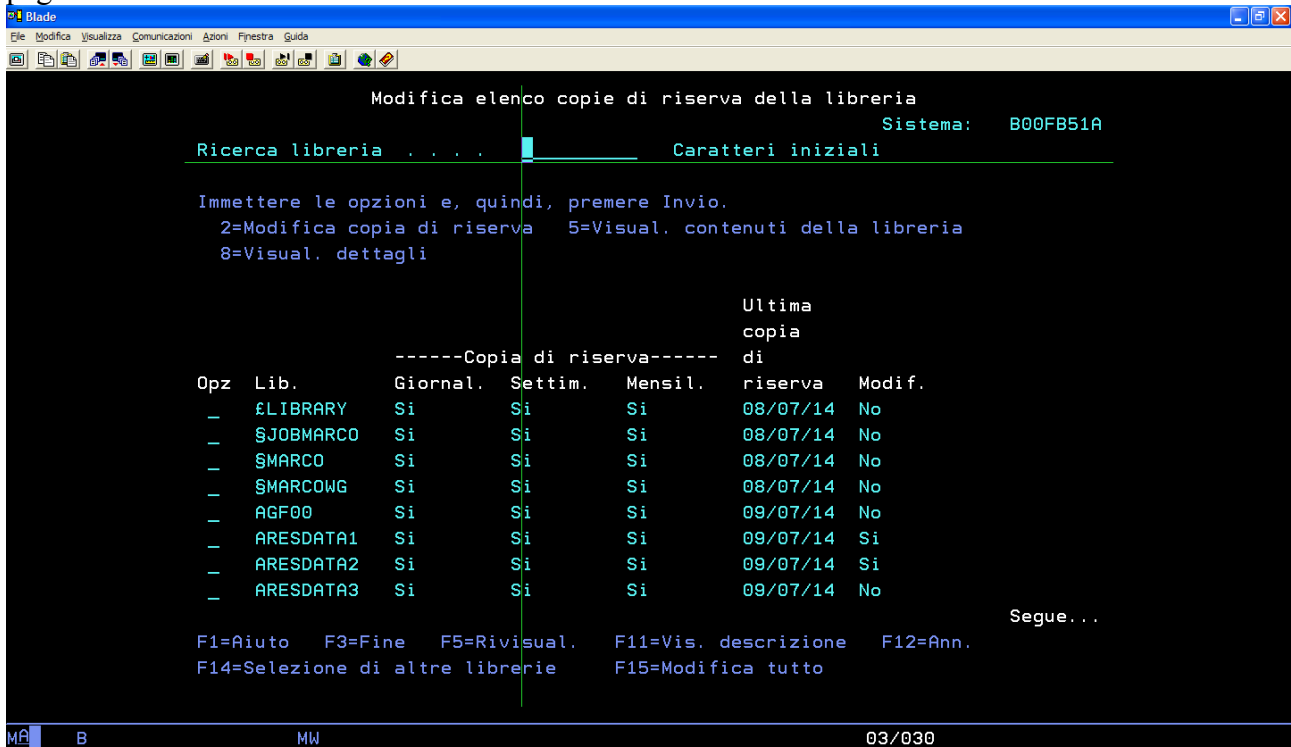 Blade
File Modifica Visualizza Comunicazioni Azioni Finestra Guida
Modifica elenco copie di riserva della libreria
Sistema: B00FB51A
Ricerca libreria . . . . Caratteri iniziali
Immettere le opzioni e, quindi, premere Invio.
2=Modifica copia di riserva 5=Visual. contenuti della libreria
8=Visual. dettagli
Ultima
copia
------Copia di riserva------ di
Opz Lib. Giornal. Settim. Mensil. riserva Modif.
_ £LIBRARY Si Si Si 08/07/14 No
_ §JOBMARCO Si Si Si 08/07/14 No
_ §MARCO Si Si Si 08/07/14 No
_ §MARCOWG Si Si Si 08/07/14 No
_ AGF00 Si Si Si 09/07/14 No
_ ARESDATA1 Si Si Si 09/07/14 Si
_ ARESDATA2 Si Si Si 09/07/14 Si
_ ARESDATA3 Si Si Si 09/07/14 No
Segue...
F1=Aiuto F3=Fine F5=Rivisual. F11=Vis. descrizione F12=Ann.
F14=Selezione di altre librerie F15=Modifica tutto
MA B MW 03/030